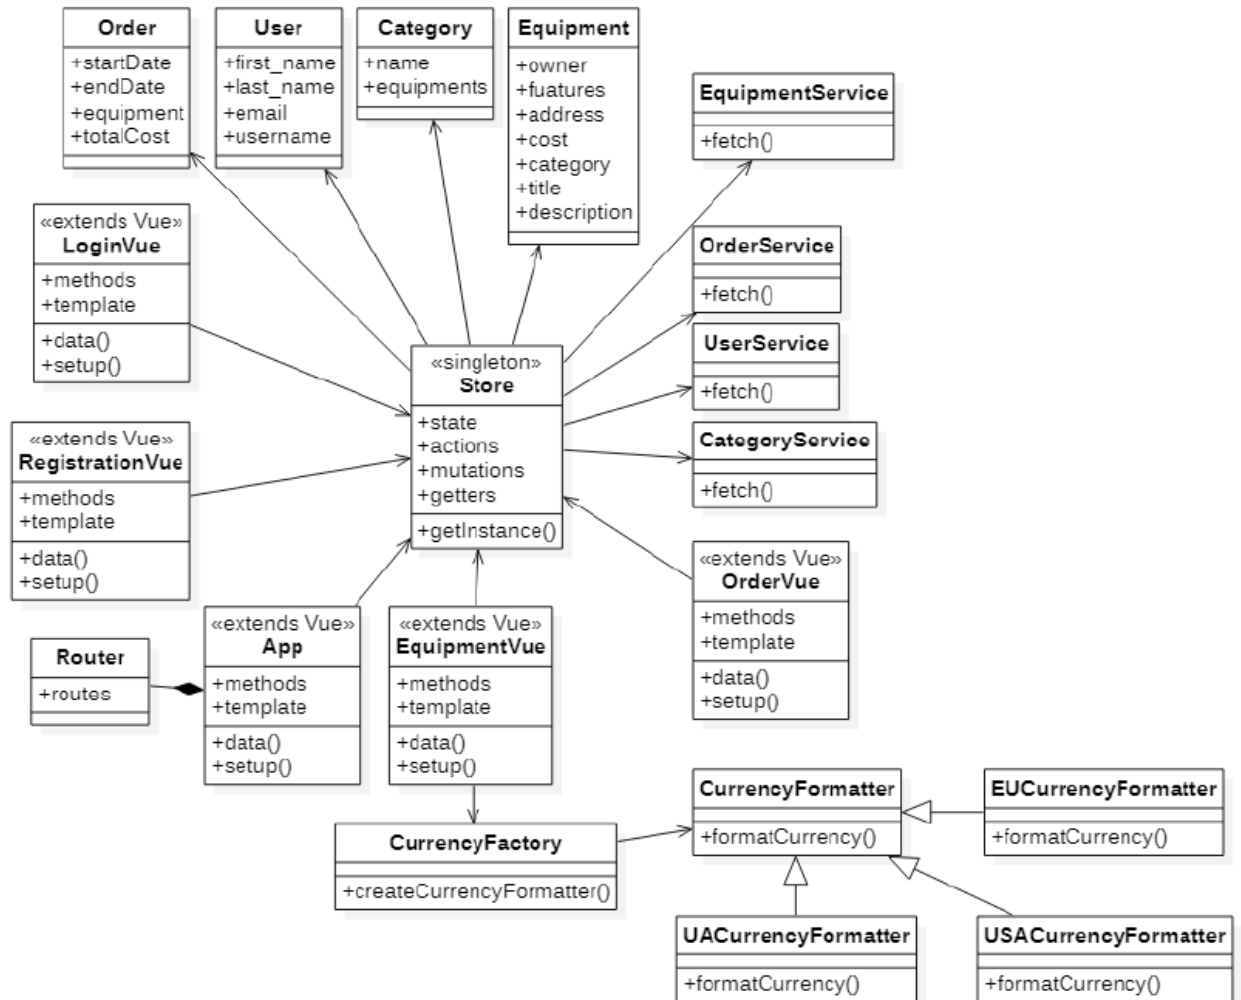 Order
+startDate
+endDate
+equipment
+totalCost
User
+first_name
+last_name
+email
+username
Category
+name
+equipments
Equipment
+owner
+fuatures
+address
+cost
+category
+title
+description
EquipmentService
+fetch()
«extends Vue»
LoginVue
+methods
+template
+data()
+setup()
OrderService
+fetch()
UserService
+fetch()
«singleton»
Store
+state
+actions
+mutations
+getters
+getInstance()
CategoryService
+fetch()
«extends Vue»
RegistrationVue
+methods
+template
+data()
+setup()
«extends Vue»
OrderVue
+methods
+template
+data()
+setup()
Router
+routes
«extends Vue»
App
+methods
+template
+data()
+setup()
«extends Vue»
EquipmentVue
+methods
+template
+data()
+setup()
CurrencyFactory
+createCurrencyFormatter()
CurrencyFormatter
+formatCurrency()
EUCurrencyFormatter
+formatCurrency()
UACurrencyFormatter
+formatCurrency()
USACurrencyFormatter
+formatCurrency()